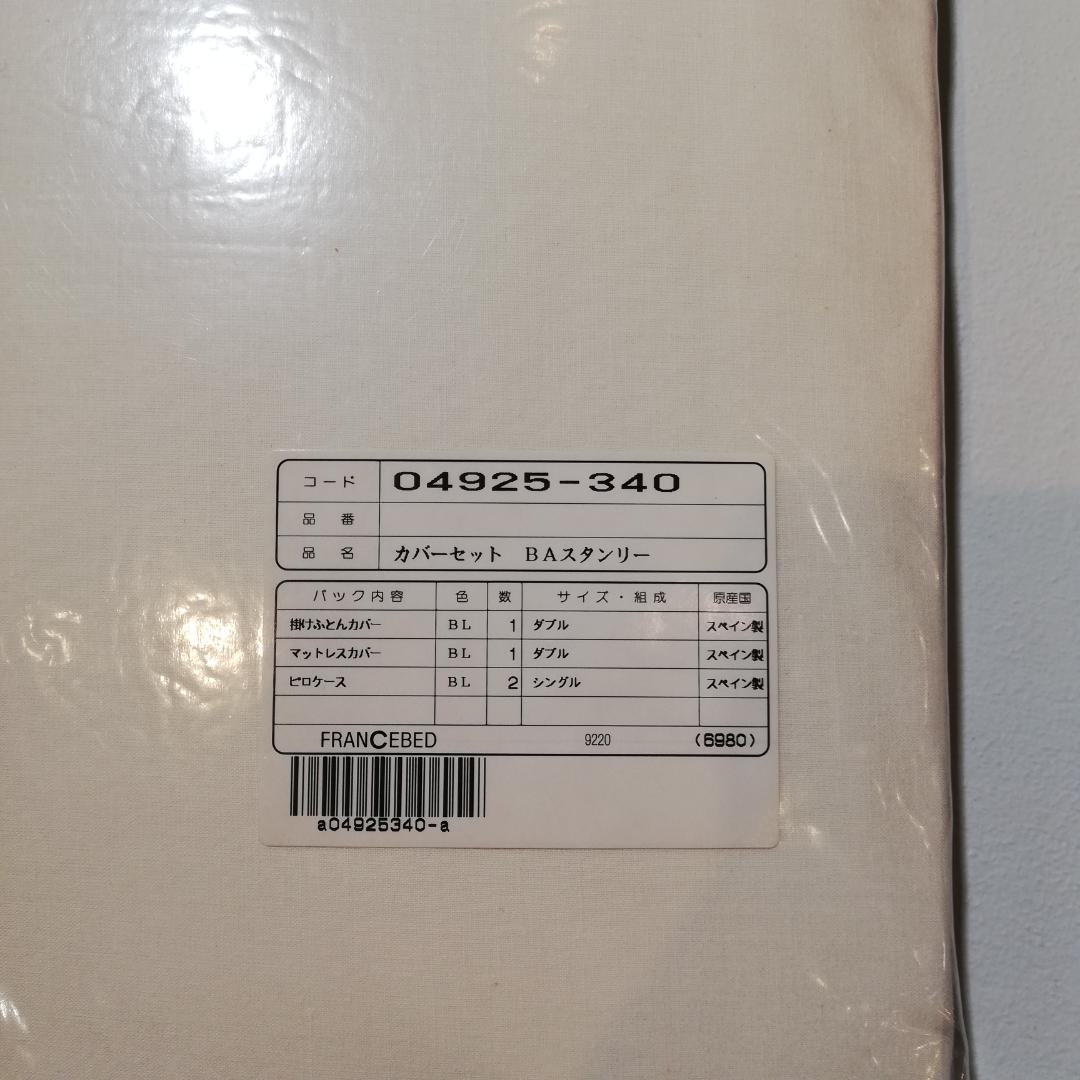 コード 04925-340
品番
品名 カバーセット BAスタンリー
パック内容 色 数 サイズ・組成 原産国
掛けふとんカバー BL 1 ダブル スペイン製
マットレスカバー BL 1 ダブル スペイン製
ピロケース BL 2 シングル スペイン製
FRANCEBED 9220 (6980)
a04925340-a